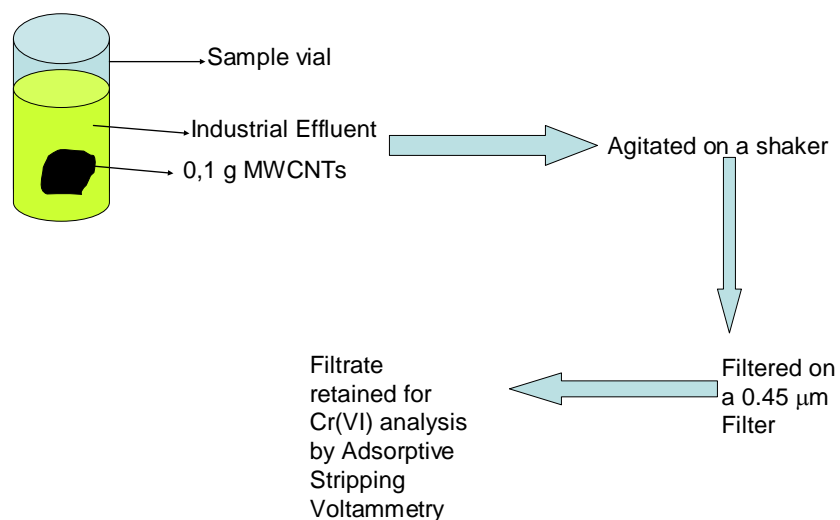 Sample vial
Industrial Effluent
0,1 g MWCNTs
Agitated on a shaker
Filtered on
a 0.45 μm
Filter
Filtrate
retained for
Cr(VI) analysis
by Adsorptive
Stripping
Voltammetry